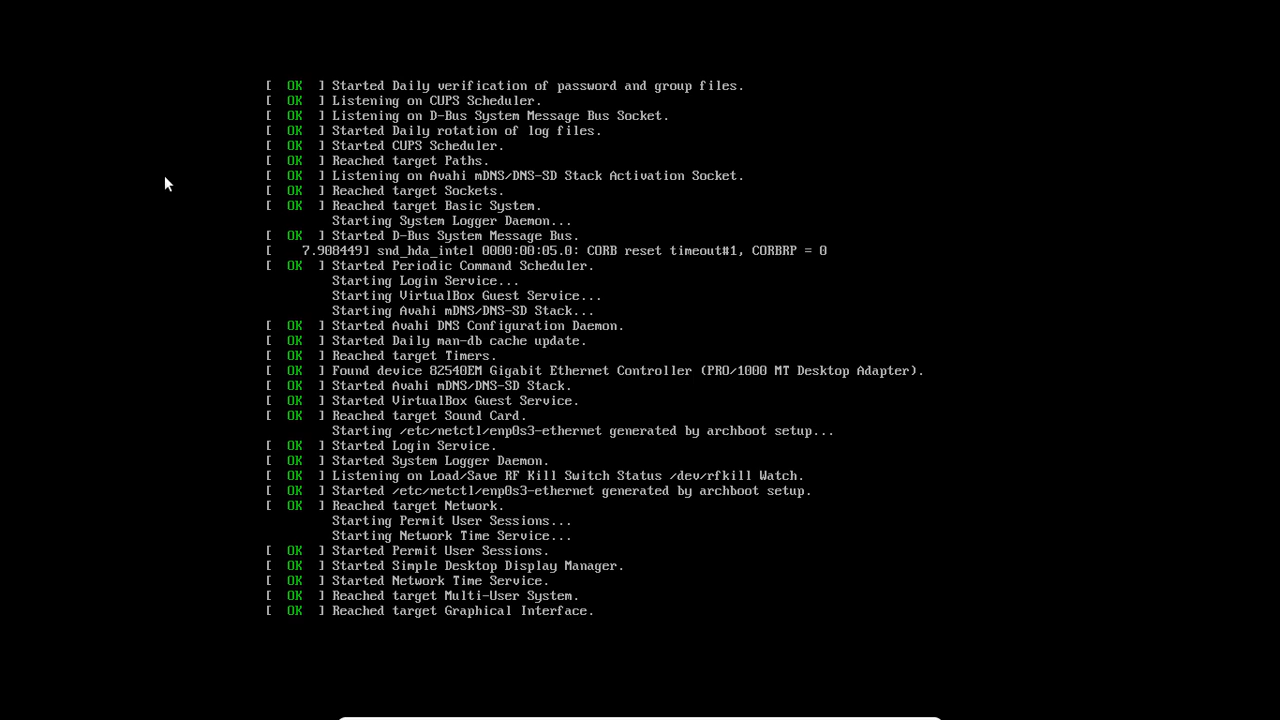 [  OK  ] Started Daily verification of password and group files.
[  OK  ] Listening on CUPS Scheduler.
[  OK  ] Listening on D-Bus System Message Bus Socket.
[  OK  ] Started Daily rotation of log files.
[  OK  ] Started CUPS Scheduler.
[  OK  ] Reached target Paths.
[  OK  ] Listening on Avahi mDNS/DNS-SD Stack Activation Socket.
[  OK  ] Reached target Sockets.
[  OK  ] Reached target Basic System.
         Starting System Logger Daemon...
[  OK  ] Started D-Bus System Message Bus.
[    7.908449] snd_hda_intel 0000:00:05.0: CORB reset timeout#1, CORBRP = 0
[  OK  ] Started Periodic Command Scheduler.
         Starting Login Service...
         Starting VirtualBox Guest Service...
         Starting Avahi mDNS/DNS-SD Stack...
[  OK  ] Started Avahi DNS Configuration Daemon.
[  OK  ] Started Daily man-db cache update.
[  OK  ] Reached target Timers.
[  OK  ] Found device 82540EM Gigabit Ethernet Controller (PRO/1000 MT Desktop Adapter).
[  OK  ] Started Avahi mDNS/DNS-SD Stack.
[  OK  ] Started VirtualBox Guest Service.
[  OK  ] Reached target Sound Card.
         Starting /etc/netctl/enp0s3-ethernet generated by archboot setup...
[  OK  ] Started Login Service.
[  OK  ] Started System Logger Daemon.
[  OK  ] Listening on Load/Save RF Kill Switch Status /dev/rfkill Watch.
[  OK  ] Started /etc/netctl/enp0s3-ethernet generated by archboot setup.
[  OK  ] Reached target Network.
         Starting Permit User Sessions...
         Starting Network Time Service...
[  OK  ] Started Permit User Sessions.
[  OK  ] Started Simple Desktop Display Manager.
[  OK  ] Started Network Time Service.
[  OK  ] Reached target Multi-User System.
[  OK  ] Reached target Graphical Interface.